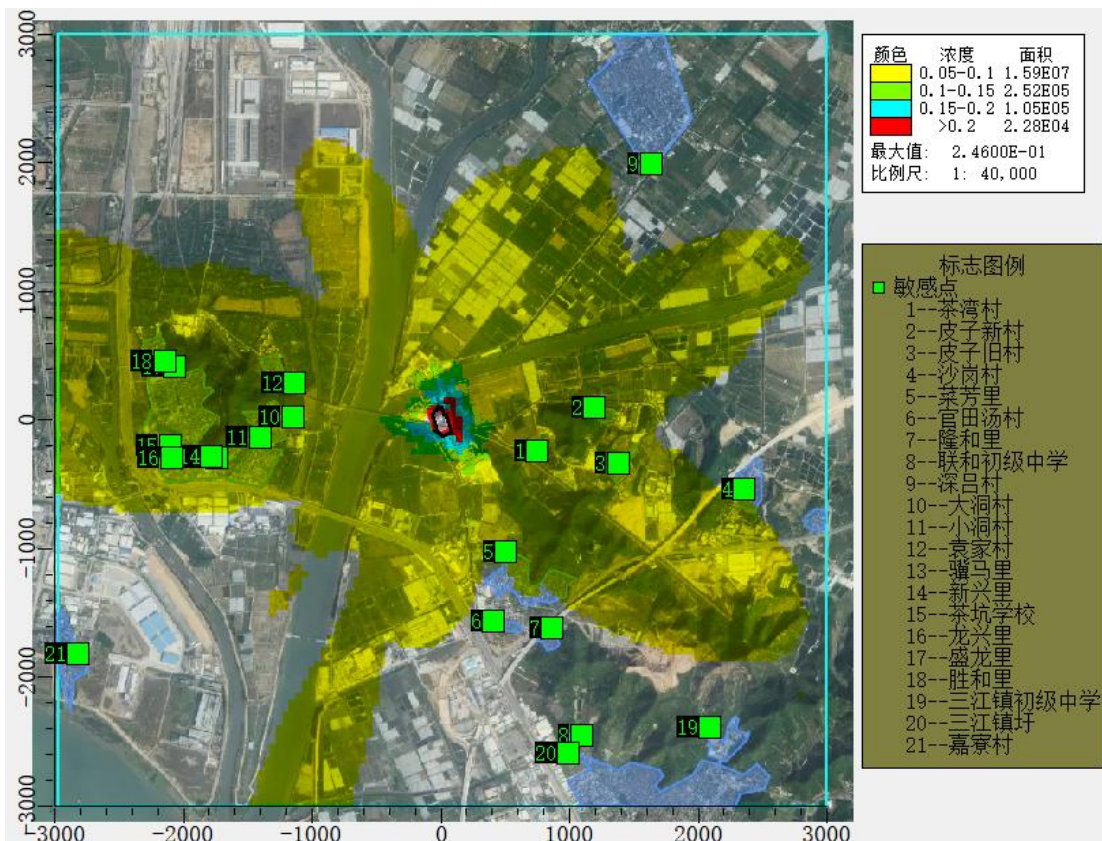 颜色 浓度 面积
0.05-0.1 1.59E07
0.1-0.15 2.52E05
0.15-0.2 1.05E05
>0.2 2.28E04
最大值: 2.4600E-01
比例尺: 1: 40,000
标志图例
敏感点
1--茶湾村
2--皮子新村
3--皮子旧村
4--沙岗村
5--菜芳里
6--官田汤村
7--隆和里
8--联和初级中学
9--深吕村
10--大洞村
11--小洞村
12--袁家村
13--骥马里
14--新兴里
15--茶坑学校
16--龙兴里
17--盛龙里
18--胜和里
19--三江镇初级中学
20--三江镇圩
21--嘉寮村
3000
2000
1000
0
-1000
-2000
-3000
-3000 -2000 -1000 0 1000 2000 3000
9
18
12
10
11
15
16
14
2
1
3
4
5
6
7
21
8
19
20